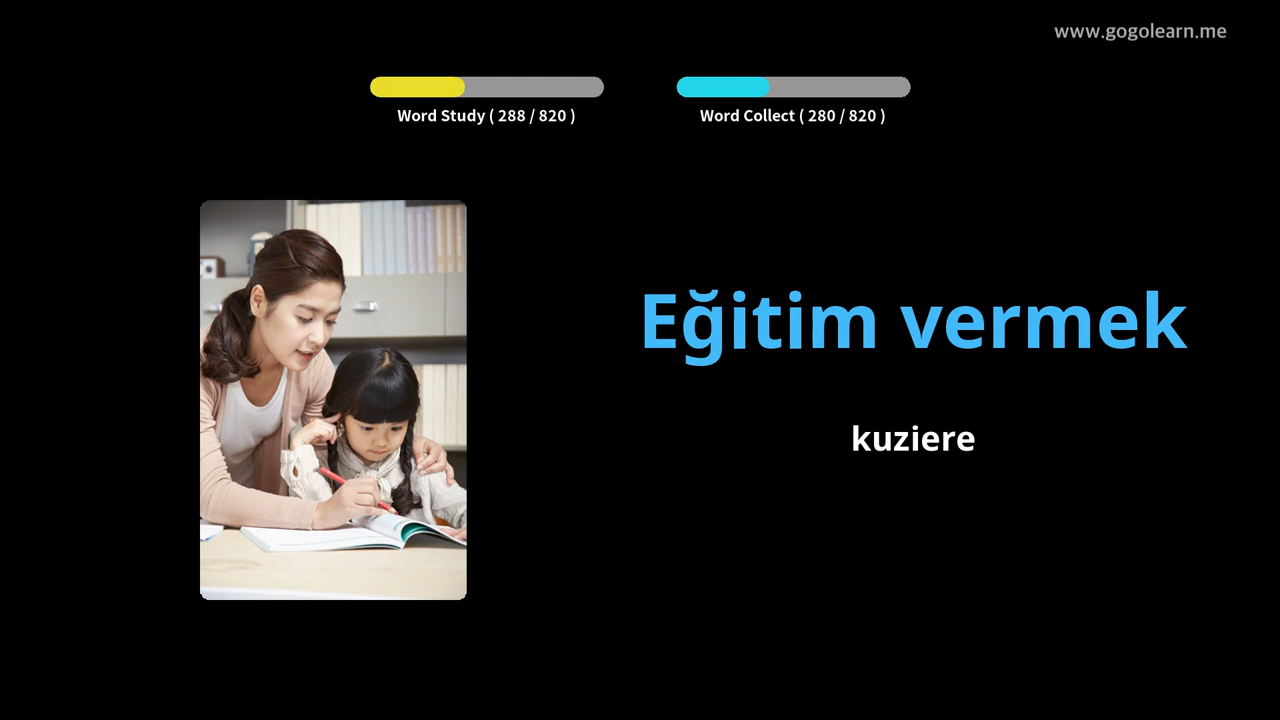 www.gogolearn.me
Word Study ( 288 / 820 )
Word Collect ( 280 / 820 )
Eğitim vermek
kuziere